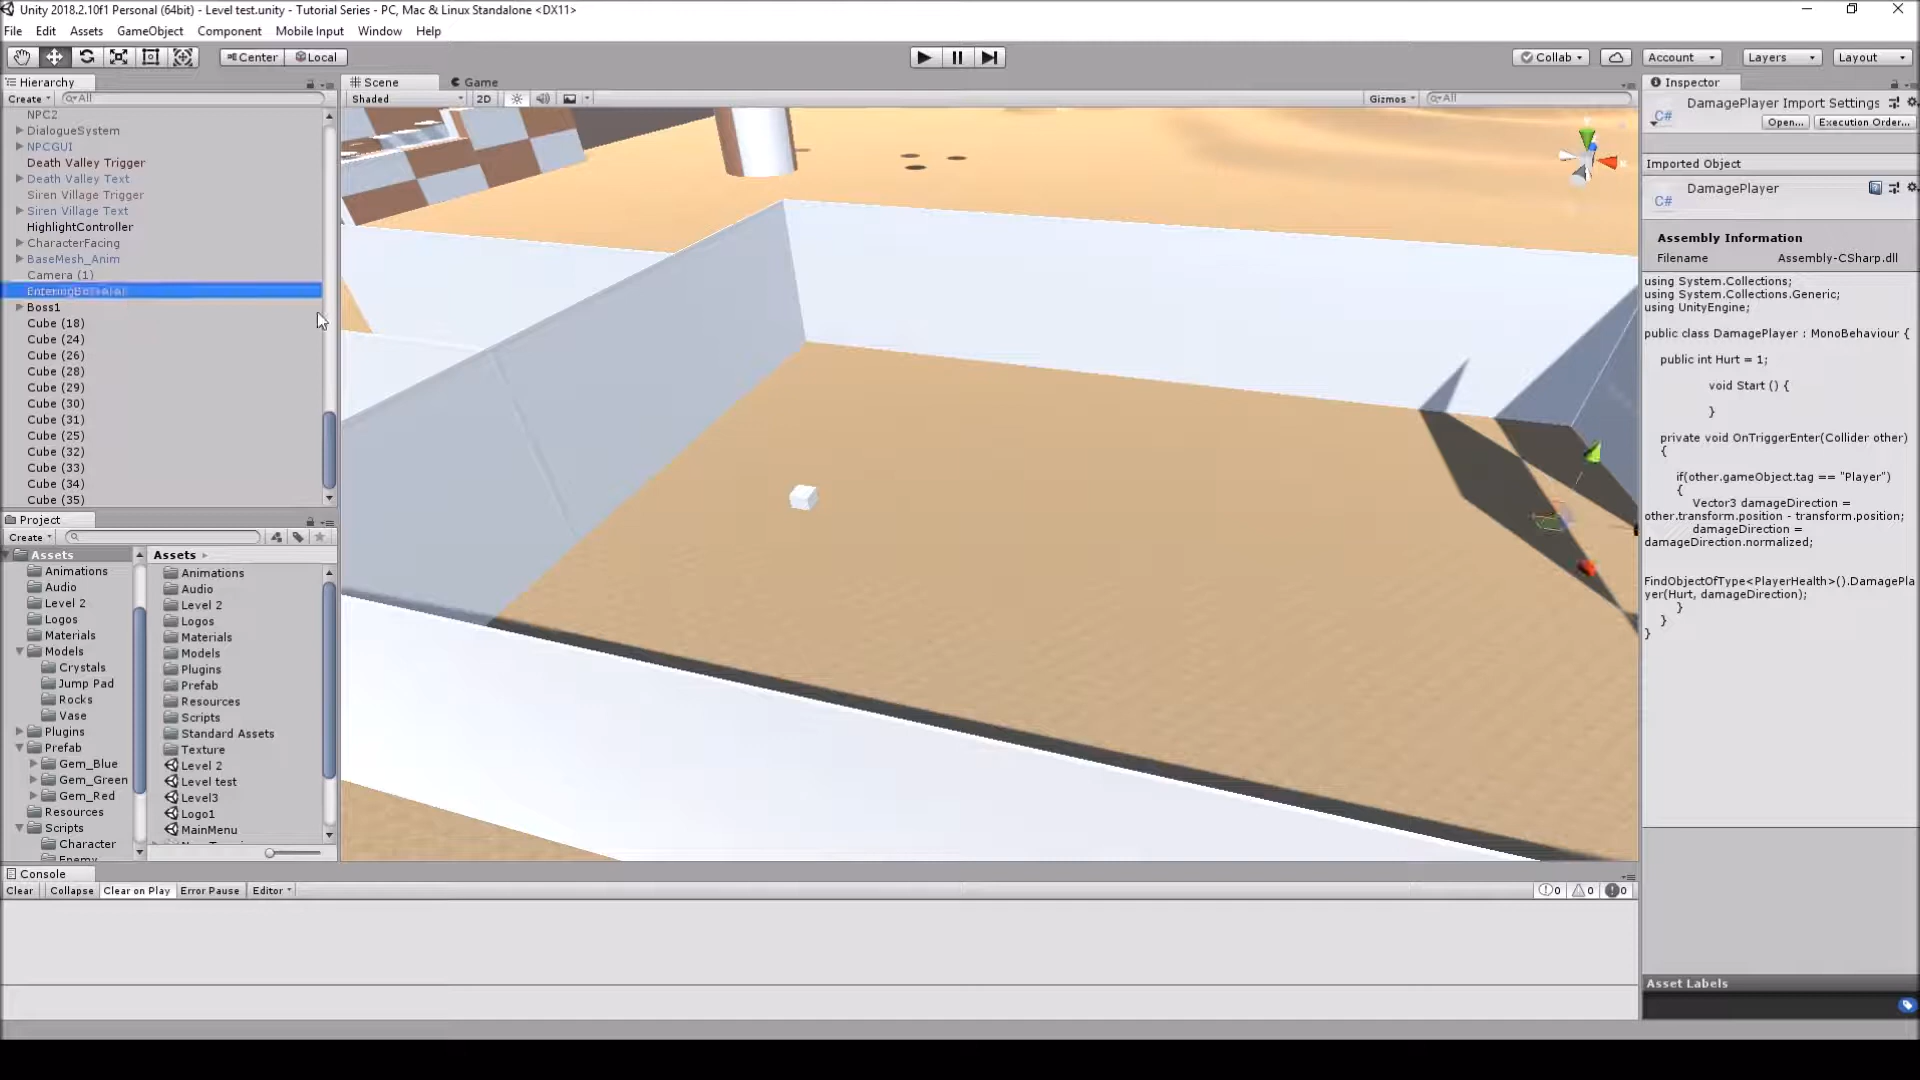 Unity 2018.2.10f1 Personal (64bit) - Level test.unity - Tutorial Series - PC, Mac & Linux Standalone <DX11>
File Edit Assets GameObject Component Mobile Input Window Help
Center Local Collab Account Layers Layout
Hierarchy
Create All
NPC2
DialogueSystem
NPCGUI
Death Valley Trigger
Death Valley Text
Siren Village Trigger
Siren Village Text
HighlightController
CharacterFacing
BaseMesh_Anim
Camera (1)
Boss1
Cube (18)
Cube (24)
Cube (26)
Cube (28)
Cube (29)
Cube (30)
Cube (31)
Cube (25)
Cube (32)
Cube (33)
Cube (34)
Cube (35)
Project
Create
Assets
Animations
Audio
Level 2
Logos
Materials
Models
Crystals
Jump Pad
Rocks
Vase
Plugins
Prefab
Gem_Blue
Gem_Green
Gem_Red
Resources
Scripts
Character
Enemy
Assets
Animations
Audio
Level 2
Logos
Materials
Models
Plugins
Prefab
Resources
Scripts
Standard Assets
Texture
Level 2
Level test
Level3
Logo1
MainMenu
Scene Game
Shaded 2D Gizmos All
Console
Clear Collapse Clear on Play Error Pause Editor 0 0 0
Inspector
DamagePlayer Import Settings
C#
Open... Execution Order...
Imported Object
DamagePlayer
C#
Assembly Information
Filename Assembly-CSharp.dll
using System.Collections;
using System.Collections.Generic;
using UnityEngine;
public class DamagePlayer : MonoBehaviour {
public int Hurt = 1;
void Start () {
}
private void OnTriggerEnter(Collider other)
{
if(other.gameObject.tag == "Player")
{
Vector3 damageDirection =
other.transform.position - transform.position;
damageDirection =
damageDirection.normalized;
FindObjectOfType<PlayerHealth>().DamagePla
yer(Hurt, damageDirection);
}
}
}
Asset Labels